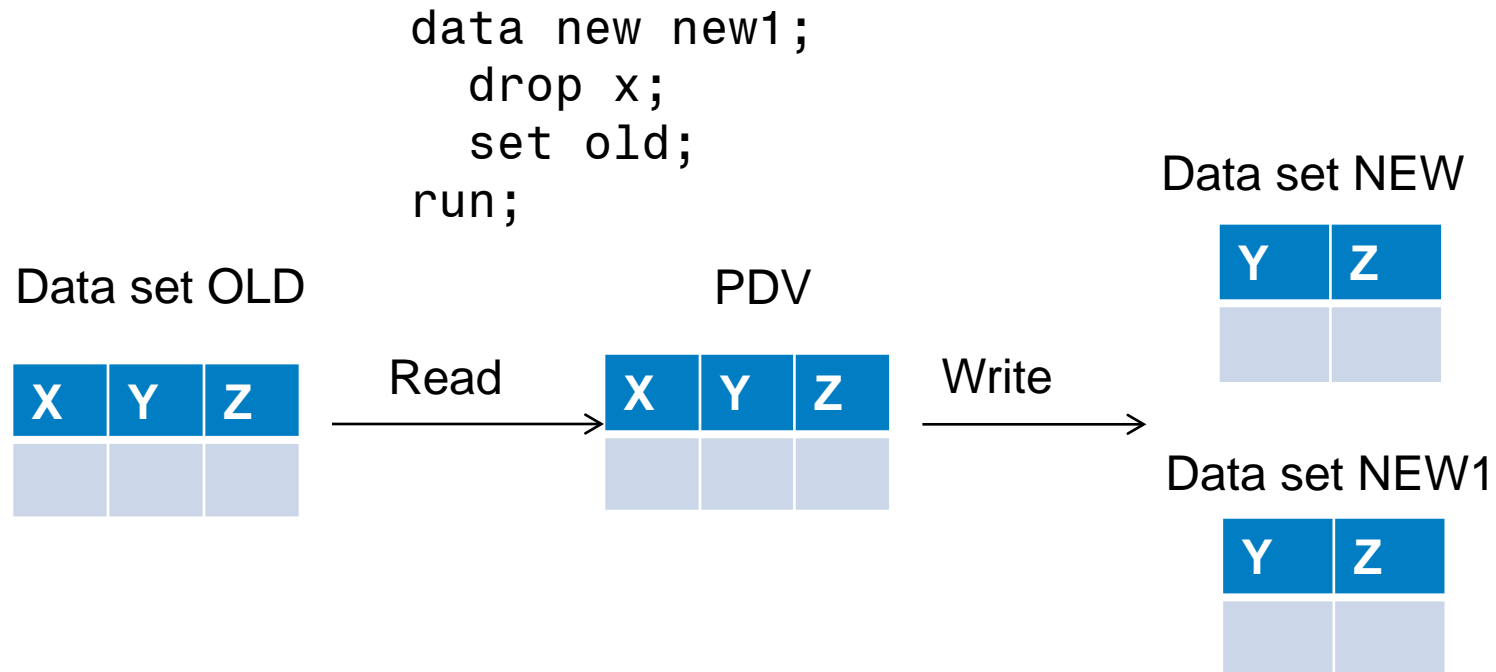 data new new1;
drop x;
set old;
run;
Data set OLD
X Y Z
Read
PDV
X Y Z
Write
Data set NEW
Y Z
Data set NEW1
Y Z